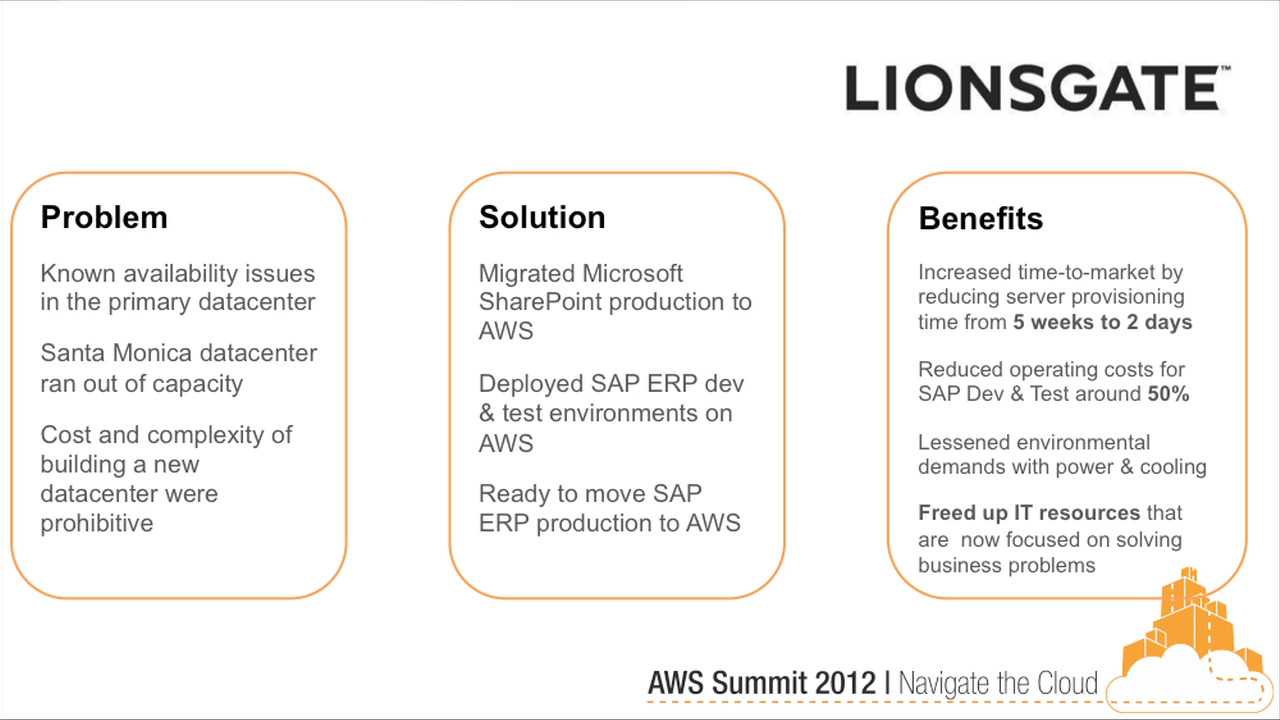 LIONSGATE™
Problem
Known availability issues
in the primary datacenter
Santa Monica datacenter
ran out of capacity
Cost and complexity of
building a new
datacenter were
prohibitive
Solution
Migrated Microsoft
SharePoint production to
AWS
Deployed SAP ERP dev
& test environments on
AWS
Ready to move SAP
ERP production to AWS
Benefits
Increased time-to-market by
reducing server provisioning
time from 5 weeks to 2 days
Reduced operating costs for
SAP Dev & Test around 50%
Lessened environmental
demands with power & cooling
Freed up IT resources that
are  now focused on solving
business problems
AWS Summit 2012 | Navigate the Cloud